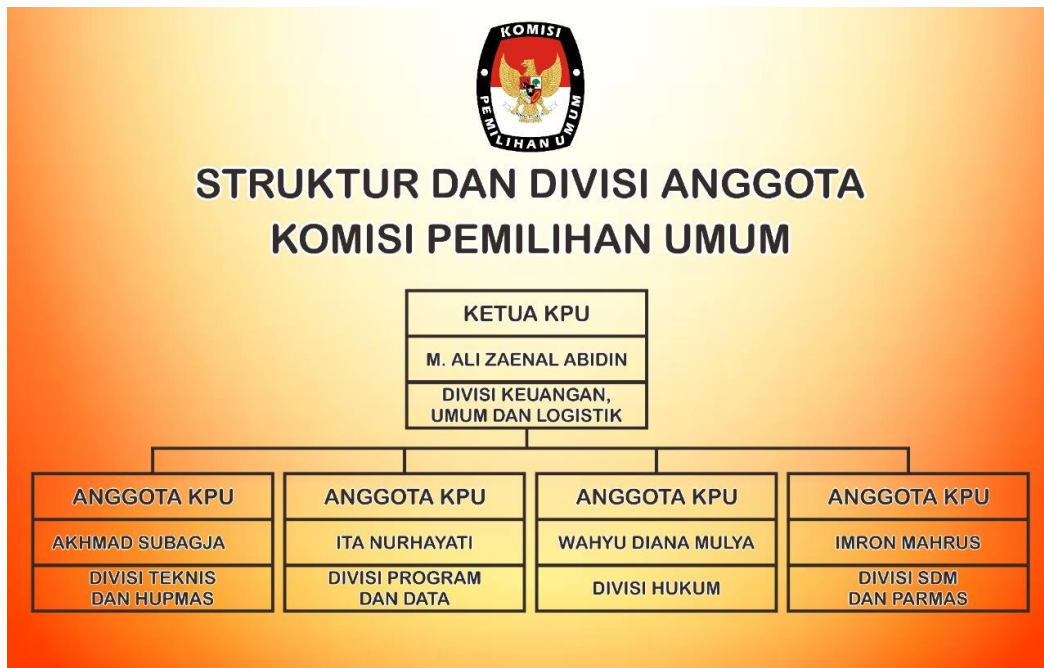 KOMISI
PEMILIHAN UMUM
STRUKTUR DAN DIVISI ANGGOTA
KOMISI PEMILIHAN UMUM
KETUA KPU
M. ALI ZAENAL ABIDIN
DIVISI KEUANGAN,
UMUM DAN LOGISTIK
ANGGOTA KPU
AKHMAD SUBAGJA
DIVISI TEKNIS
DAN HUPMAS
ANGGOTA KPU
ITA NURHAYATI
DIVISI PROGRAM
DAN DATA
ANGGOTA KPU
WAHYU DIANA MULYA
DIVISI HUKUM
ANGGOTA KPU
IMRON MAHRUS
DIVISI SDM
DAN PARMAS